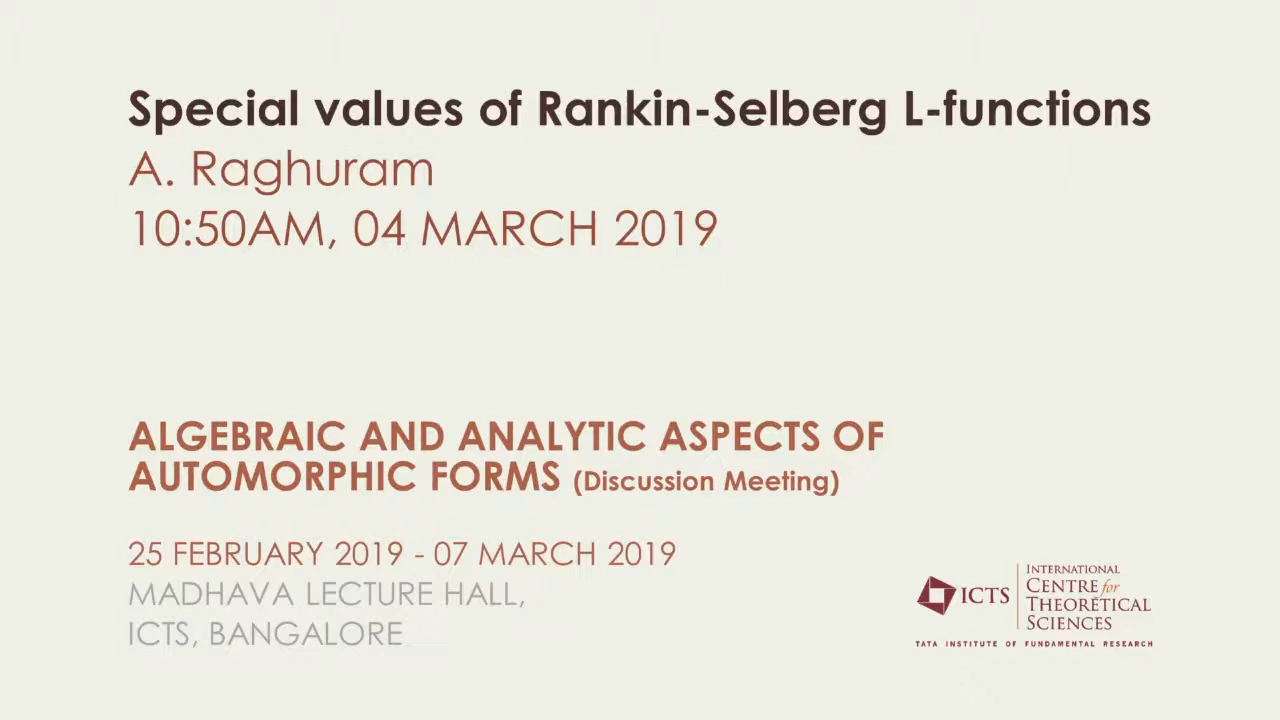 Special values of Rankin-Selberg L-functions
A. Raghuram
10:50AM, 04 MARCH 2019
ALGEBRAIC AND ANALYTIC ASPECTS OF
AUTOMORPHIC FORMS (Discussion Meeting)
25 FEBRUARY 2019 - 07 MARCH 2019
MADHAVA LECTURE HALL,
ICTS, BANGALORE
ICTS
INTERNATIONAL
CENTRE for
THEORETICAL
SCIENCES
TATA INSTITUTE OF FUNDAMENTAL RESEARCH